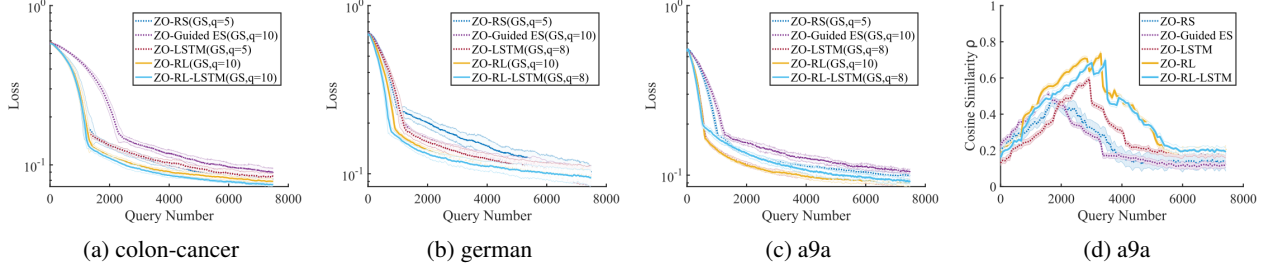 10^0
10^-1
Loss
0 2000 4000 6000 8000
Query Number
ZO-RS(GS,q=5)
ZO-Guided ES(GS,q=10)
ZO-LSTM(GS,q=5)
ZO-RL(GS,q=10)
ZO-RL-LSTM(GS,q=10)
(a) colon-cancer
10^0
10^-1
Loss
0 2000 4000 6000 8000
Query Number
ZO-RS(GS,q=5)
ZO-Guided ES(GS,q=10)
ZO-LSTM(GS,q=8)
ZO-RL(GS,q=10)
ZO-RL-LSTM(GS,q=8)
(b) german
10^0
10^-1
Loss
0 2000 4000 6000 8000
Query Number
ZO-RS(GS,q=5)
ZO-Guided ES(GS,q=10)
ZO-LSTM(GS,q=8)
ZO-RL(GS,q=10)
ZO-RL-LSTM(GS,q=8)
(c) a9a
1
0.8
0.6
0.4
0.2
0
Cosine Similarity ρ
0 2000 4000 6000 8000
Query Number
ZO-RS
ZO-Guided ES
ZO-LSTM
ZO-RL
ZO-RL-LSTM
(d) a9a